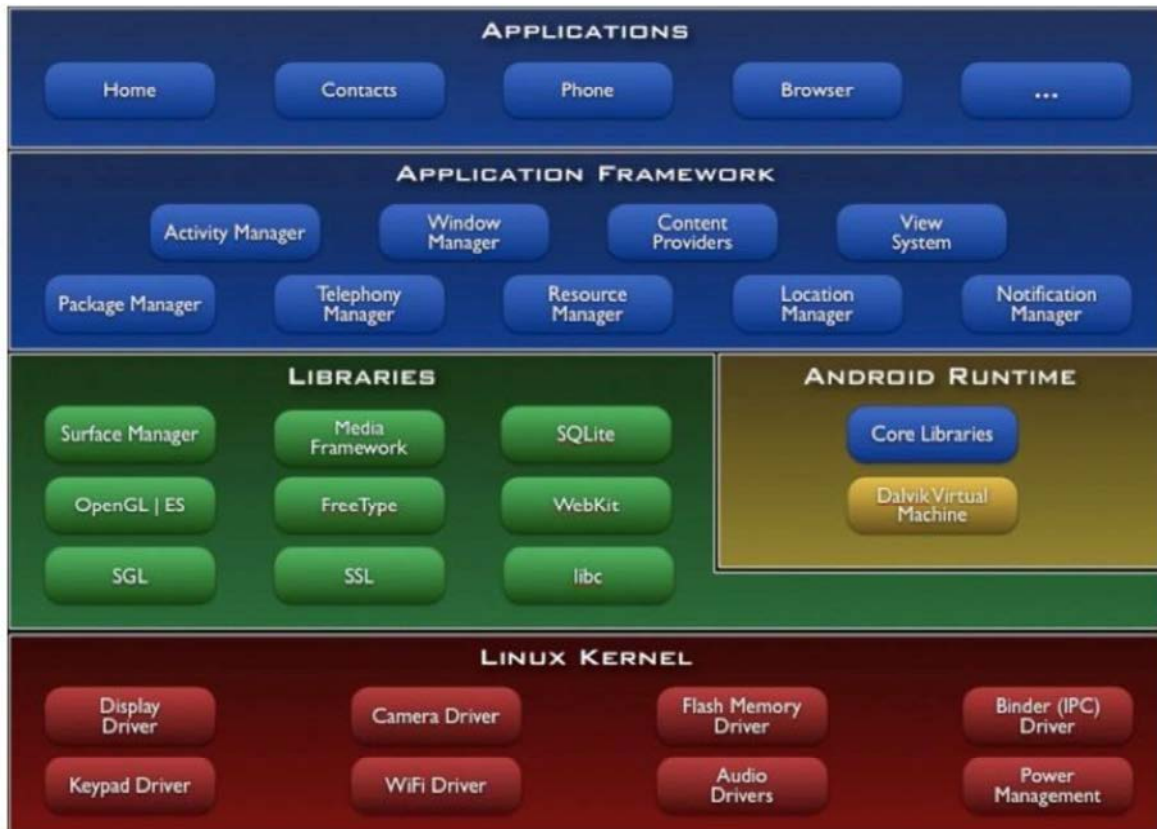 APPLICATIONS
Home
Contacts
Phone
Browser
...
APPLICATION FRAMEWORK
Activity Manager
Window
Manager
Content
Providers
View
System
Package Manager
Telephony
Manager
Resource
Manager
Location
Manager
Notification
Manager
LIBRARIES
Surface Manager
Media
Framework
SQLite
OpenGL | ES
FreeType
WebKit
SGL
SSL
libc
ANDROID RUNTIME
Core Libraries
Dalvik Virtual
Machine
LINUX KERNEL
Display
Driver
Camera Driver
Flash Memory
Driver
Binder (IPC)
Driver
Keypad Driver
WiFi Driver
Audio
Drivers
Power
Management